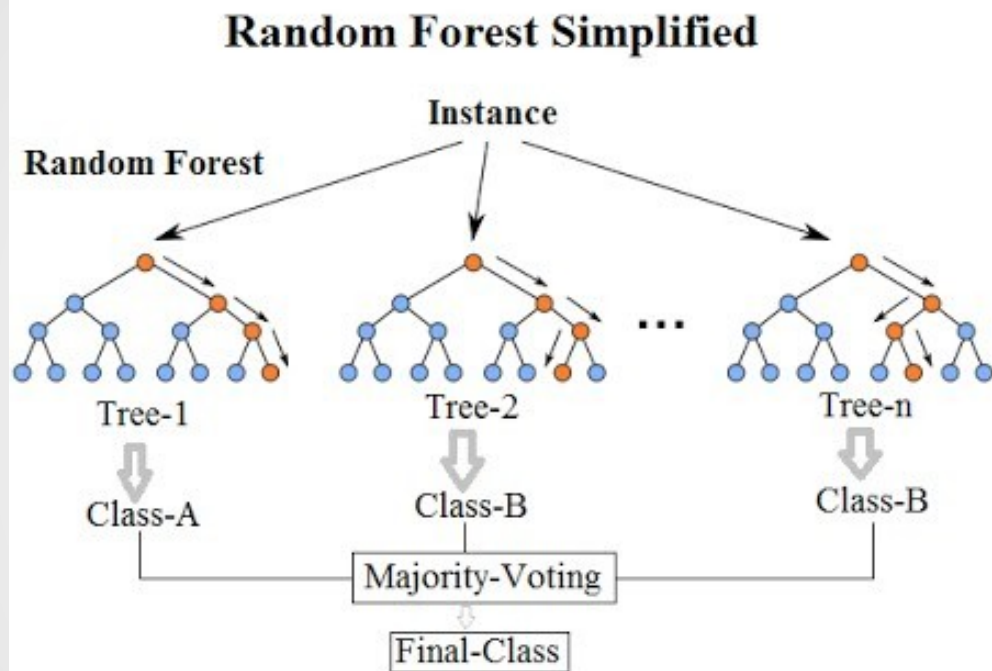 Random Forest Simplified
Instance
Random Forest
...
Tree-1 Tree-2 Tree-n
Class-A Class-B Class-B
Majority-Voting
Final-Class